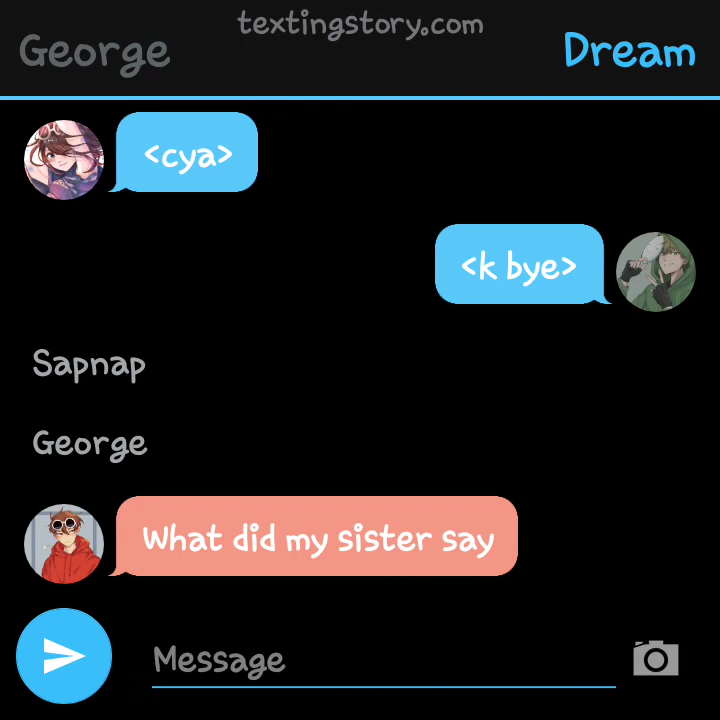 textingstory.com
George
Dream
<cya>
<k bye>
Sapnap
George
What did my sister say
Message